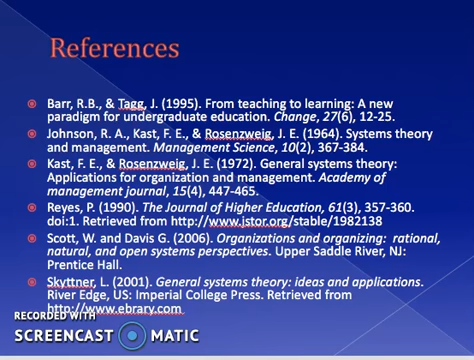 References
Barr, R.B., & Tagg, J. (1995). From teaching to learning: A new
paradigm for undergraduate education. Change, 27(6), 12-25.
Johnson, R. A., Kast, F. E., & Rosenzweig, J. E. (1964). Systems theory
and management. Management Science, 10(2), 367-384.
Kast, F. E., & Rosenzweig, J. E. (1972). General systems theory:
Applications for organization and management. Academy of
management journal, 15(4), 447-465.
Reyes, P. (1990). The Journal of Higher Education, 61(3), 357-360.
doi:1. Retrieved from http://www.jstor.org/stable/1982138
Scott, W. and Davis G. (2006). Organizations and organizing: rational,
natural, and open systems perspectives. Upper Saddle River, NJ:
Prentice Hall.
Skyttner, L. (2001). General systems theory: ideas and applications.
River Edge, US: Imperial College Press. Retrieved from
http://www.ebrary.com
RECORDED WITH
SCREENCAST MATIC